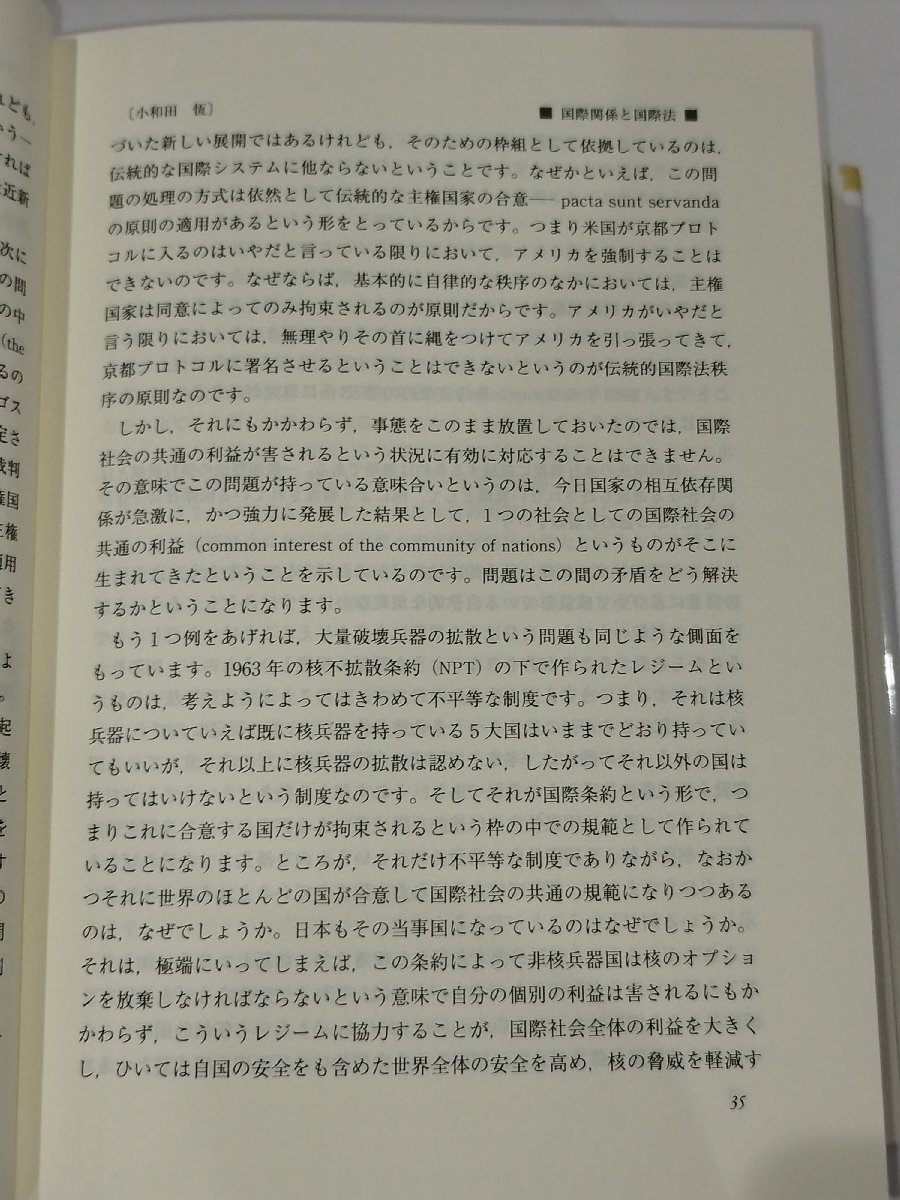 れども,
いう一
すれば
に近新
次に
の間
の中
(the
るの
ゴス
定さ
裁判
権国
主権
適用
でき
よ
。
起
壊
と
を
す
の
〔小和田　恆〕
■ 国際関係と国際法 ■
づいた新しい展開ではあるけれども，そのための枠組として依拠しているのは，
伝統的な国際システムに他ならないということです。なぜかといえば，この問
題の処理の方式は依然として伝統的な主権国家の合意── pacta sunt servanda
の原則の適用があるという形をとっているからです。つまり米国が京都プロト
コルに入るのはいやだと言っている限りにおいて，アメリカを強制することは
できないのです。なぜならば，基本的に自律的な秩序のなかにおいては，主権
国家は同意によってのみ拘束されるのが原則だからです。アメリカがいやだと
言う限りにおいては，無理やりその首に縄をつけてアメリカを引っ張ってきて，
京都プロトコルに署名させるということはできないというのが伝統的国際法秩
序の原則なのです。
しかし，それにもかかわらず，事態をこのまま放置しておいたのでは，国際
社会の共通の利益が害されるという状況に有効に対応することはできません。
その意味でこの問題が持っている意味合いというのは，今日国家の相互依存関
係が急激に，かつ強力に発展した結果として，1つの社会としての国際社会の
共通の利益（common interest of the community of nations）というものがそこに
生まれてきたということを示しているのです。問題はこの間の矛盾をどう解決
するかということになります。
もう1つ例をあげれば，大量破壊兵器の拡散という問題も同じような側面を
もっています。1963年の核不拡散条約（NPT）の下で作られたレジームとい
うものは，考えようによってはきわめて不平等な制度です。つまり，それは核
兵器についていえば既に核兵器を持っている5大国はいままでどおり持ってい
てもいいが，それ以上に核兵器の拡散は認めない，したがってそれ以外の国は
持ってはいけないという制度なのです。そしてそれが国際条約という形で，つ
まりこれに合意する国だけが拘束されるという枠の中での規範として作られて
いることになります。ところが，それだけ不平等な制度でありながら，なおか
つそれに世界のほとんどの国が合意して国際社会の共通の規範になりつつある
のは，なぜでしょうか。日本もその当事国になっているのはなぜでしょうか。
それは，極端にいってしまえば，この条約によって非核兵器国は核のオプショ
ンを放棄しなければならないという意味で自分の個別の利益は害されるにもか
かわらず，こういうレジームに協力することが，国際社会全体の利益を大きく
し，ひいては自国の安全をも含めた世界全体の安全を高め，核の脅威を軽減す
35